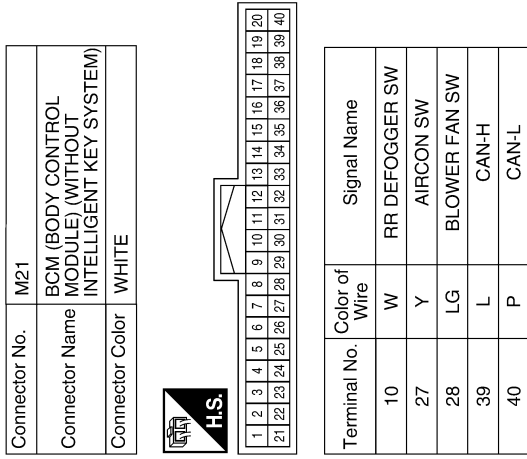 Connector No. M21
Connector Name BCM (BODY CONTROL
MODULE) (WITHOUT
INTELLIGENT KEY SYSTEM)
Connector Color WHITE
H.S.
1 2 3 4 5 6 7 8 9 10 11 12 13 14 15 16 17 18 19 20
21 22 23 24 25 26 27 28 29 30 31 32 33 34 35 36 37 38 39 40
Terminal No. Color of Wire Signal Name
10 W RR DEFOGGER SW
27 Y AIRCON SW
28 LG BLOWER FAN SW
39 L CAN-H
40 P CAN-L